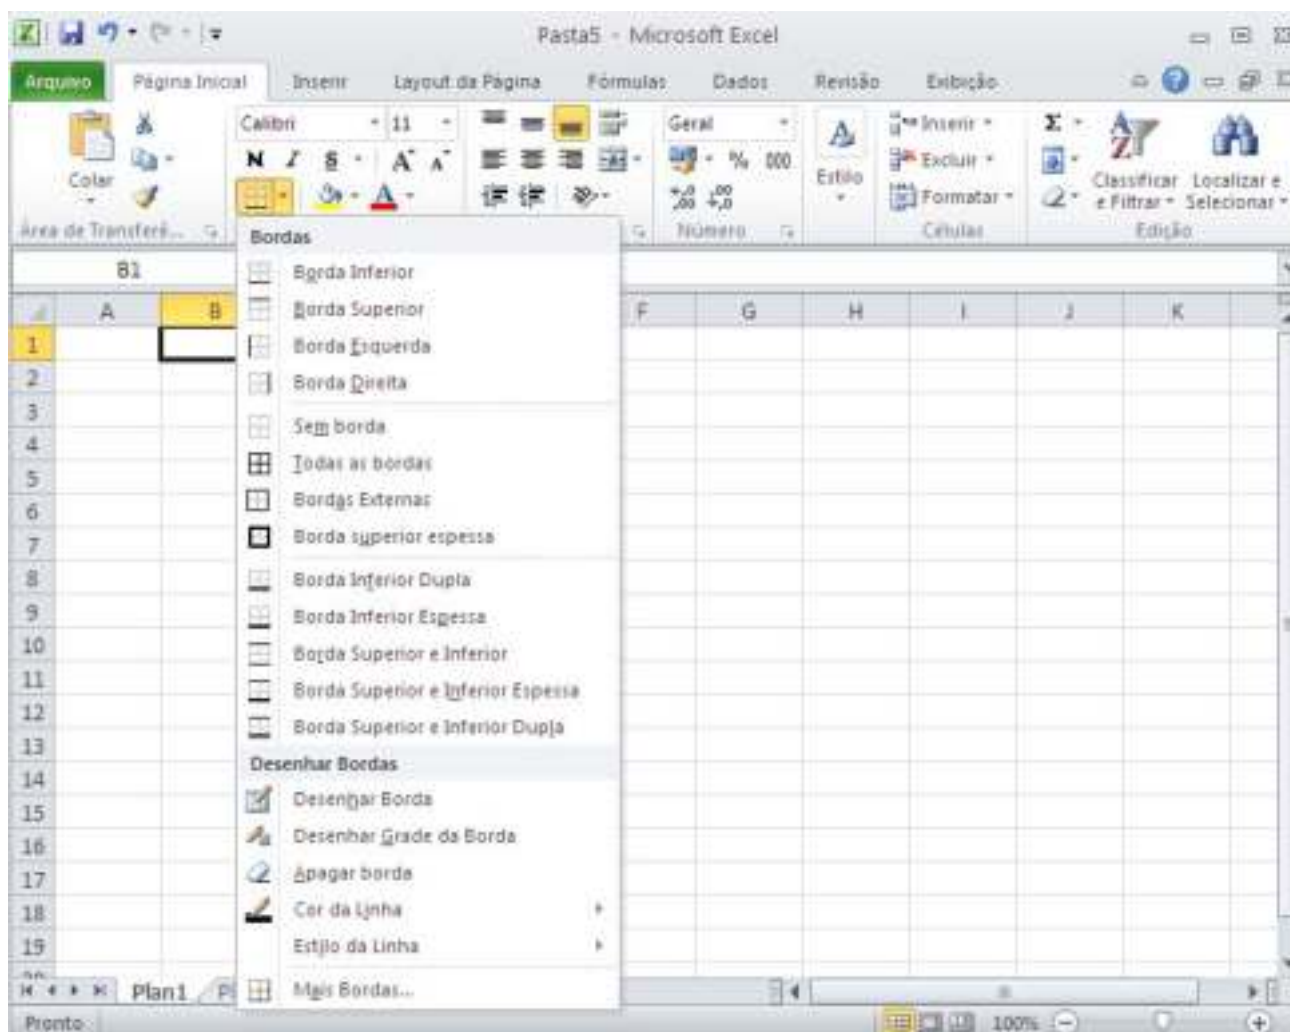 Pasta5 - Microsoft Excel
Arquivo Página Inicial Inserir Layout da Página Fórmulas Dados Revisão Exibição
Colar
Área de Transferê...
Calibri 11
N I S A A
A
Geral
% 000
,00 ,00
Número
Estilo
Inserir
Excluir
Formatar
Células
Σ
Classificar e Filtrar
Localizar e Selecionar
Edição
B1
A B F G H I J K
Bordas
Borda Inferior
Borda Superior
Borda Esquerda
Borda Direita
Sem borda
Todas as bordas
Bordas Externas
Borda superior espessa
Borda Inferior Dupla
Borda Inferior Espessa
Borda Superior e Inferior
Borda Superior e Inferior Espessa
Borda Superior e Inferior Dupla
Desenhar Bordas
Desenhar Borda
Desenhar Grade da Borda
Apagar borda
Cor da Linha
Estilo da Linha
Mais Bordas...
1
2
3
4
5
6
7
8
9
10
11
12
13
14
15
16
17
18
19
Plan1
Pronto
100%